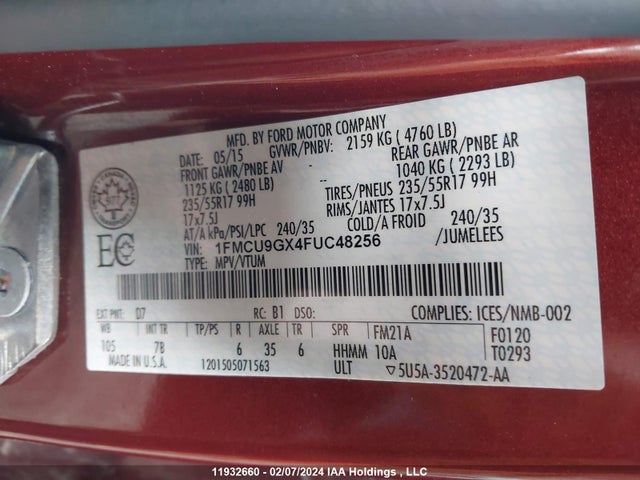 MFD. BY FORD MOTOR COMPANY
DATE: 05/15 GVWR/PNBV: 2159 KG ( 4760 LB)
FRONT GAWR/PNBE AV - REAR GAWR/PNBE AR
1125 KG ( 2480 LB) -- 1040 KG ( 2293 LB)
235/55R17 99H TIRES/PNEUS 235/55R17 99H
17x7.5J RIMS/JANTES 17x7.5J
AT/A kPa/PSI/LPC 240/35 COLD/A FROID 240/35
VIN: 1FMCU9GX4FUC48256 /JUMELEES
TYPE: MPV/VTUM
EC
EXT PNT: D7 RC: B1 DSO: COMPLIES: ICES/NMB-002
WB INT TR TP/PS R AXLE TR SPR FM21A F0120
105 7B 6 35 6 HHMM 10A T0293
MADE IN U.S.A. 1201505071563 ULT ▽5U5A-3520472-AA
11932660 - 02/07/2024 IAA Holdings , LLC